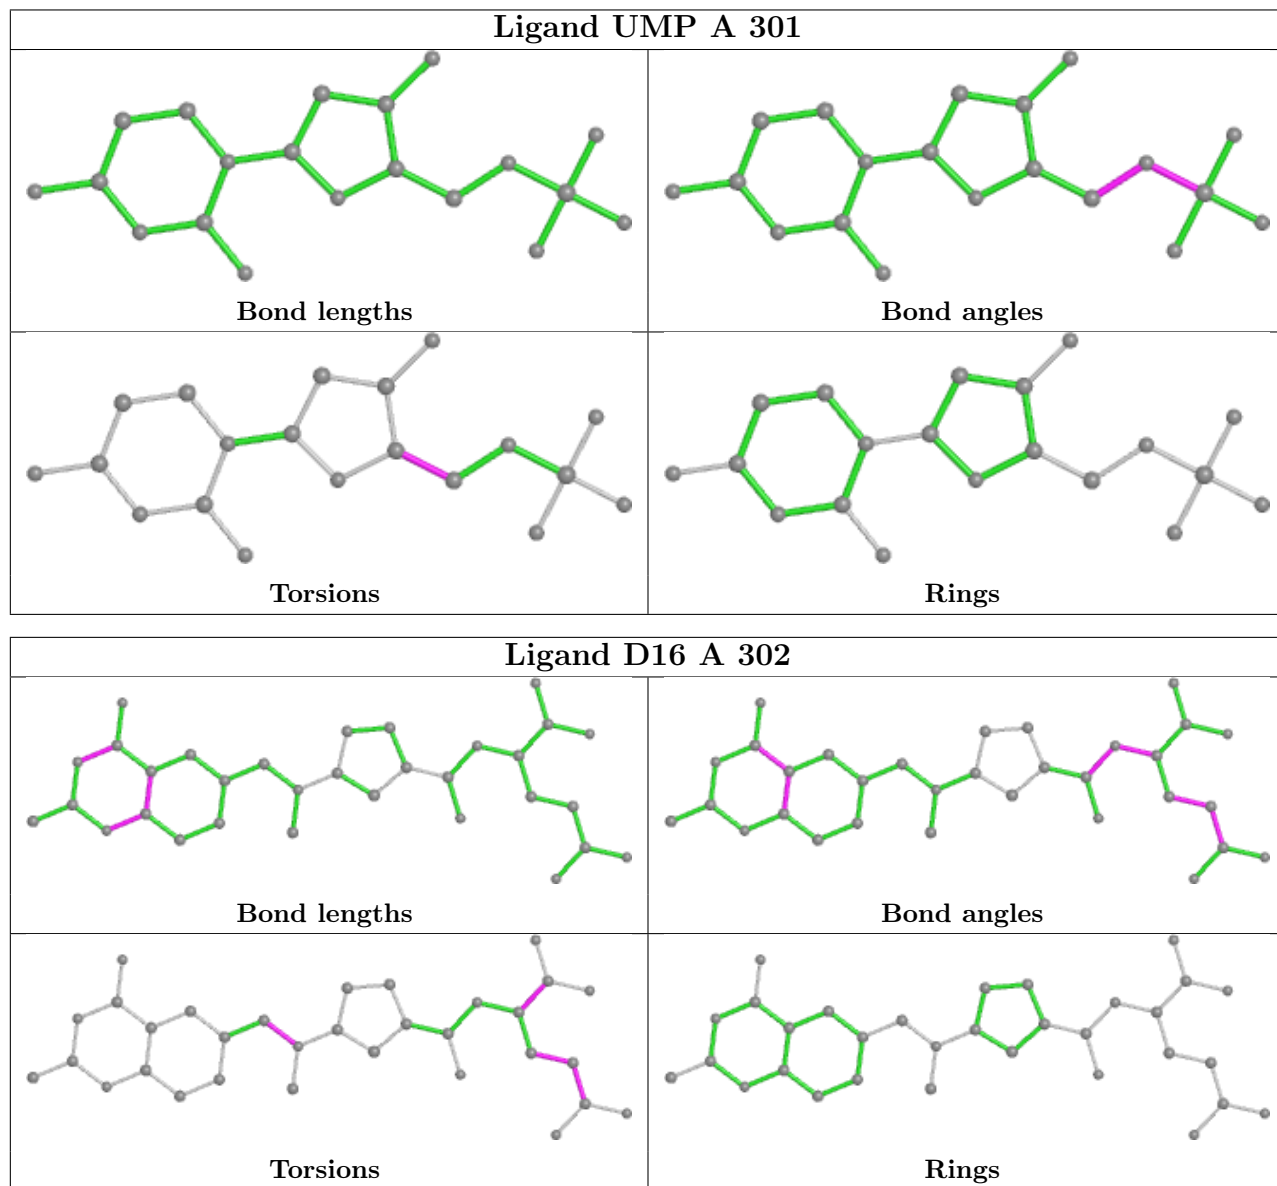 Ligand UMP A 301
Bond lengths
Bond angles
Torsions
Rings
Ligand D16 A 302
Bond lengths
Bond angles
Torsions
Rings